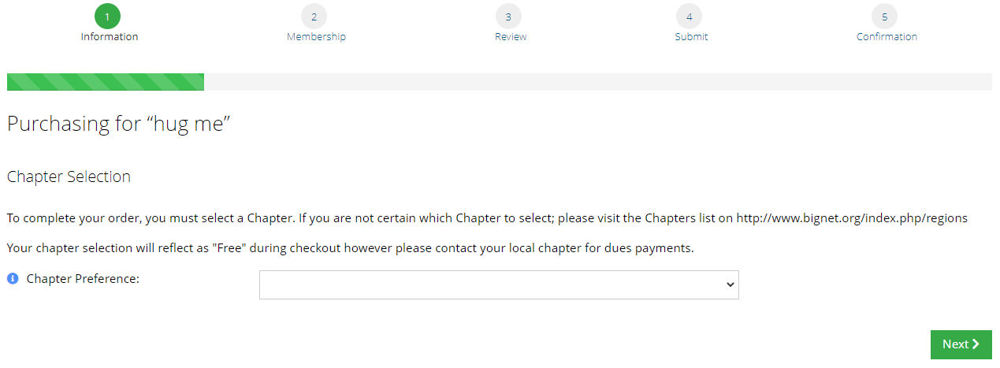 1 2 3 4 5
Information Membership Review Submit Confirmation
Purchasing for “hug me”
Chapter Selection
To complete your order, you must select a Chapter. If you are not certain which Chapter to select; please visit the Chapters list on http://www.bignet.org/index.php/regions
Your chapter selection will reflect as "Free" during checkout however please contact your local chapter for dues payments.
i Chapter Preference:
Next